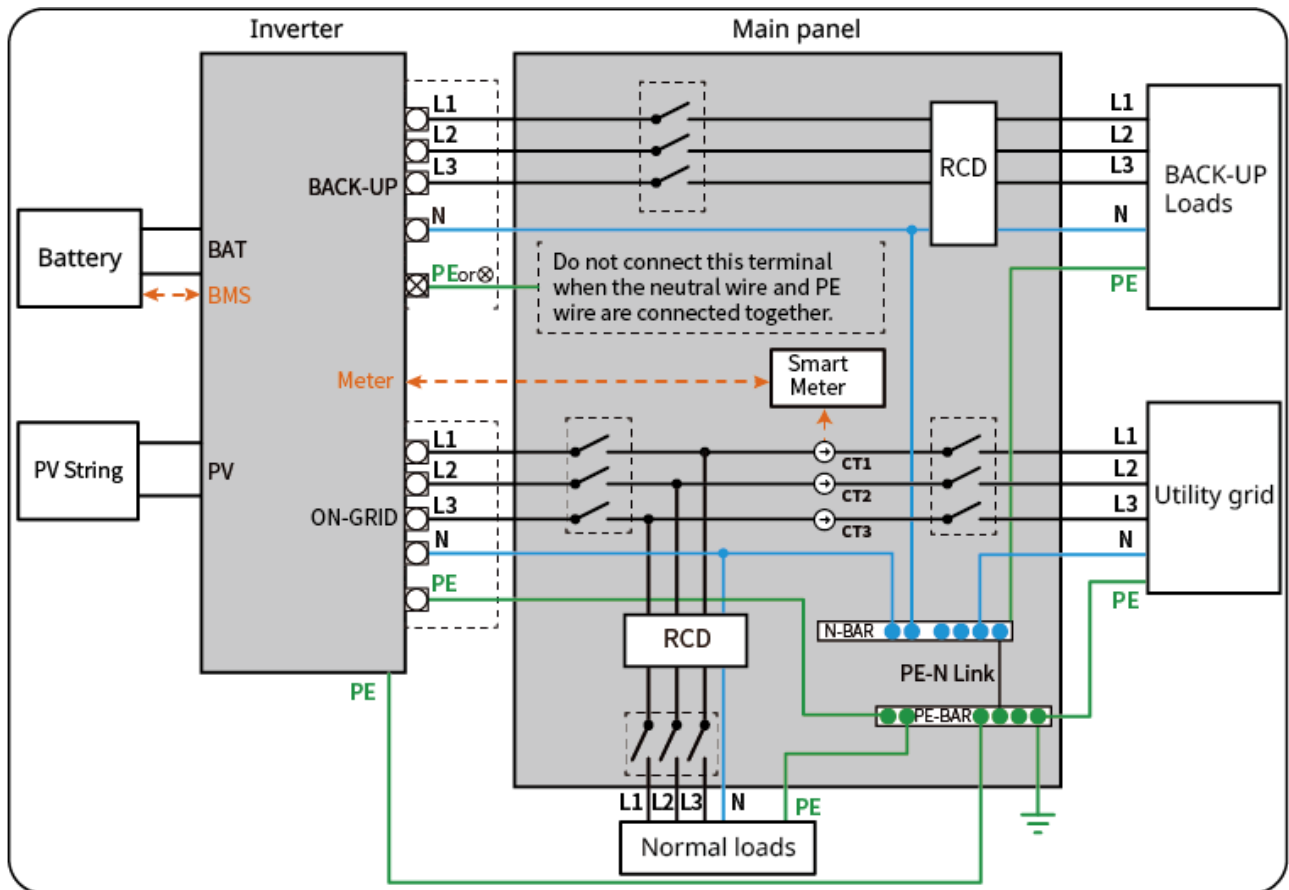 Inverter
Main panel
L1
L2
L3
N
PEor⊗
BACK-UP
RCD
L1
L2
L3
N
PE
BACK-UP
Loads
Battery
BAT
BMS
Do not connect this terminal
when the neutral wire and PE
wire are connected together.
Meter
Smart
Meter
PV String
PV
ON-GRID
L1
L2
L3
N
PE
CT1
CT2
CT3
L1
L2
L3
N
PE
Utility grid
N-BAR
RCD
PE-N Link
PE
PE-BAR
L1 L2 L3 N
PE
Normal loads